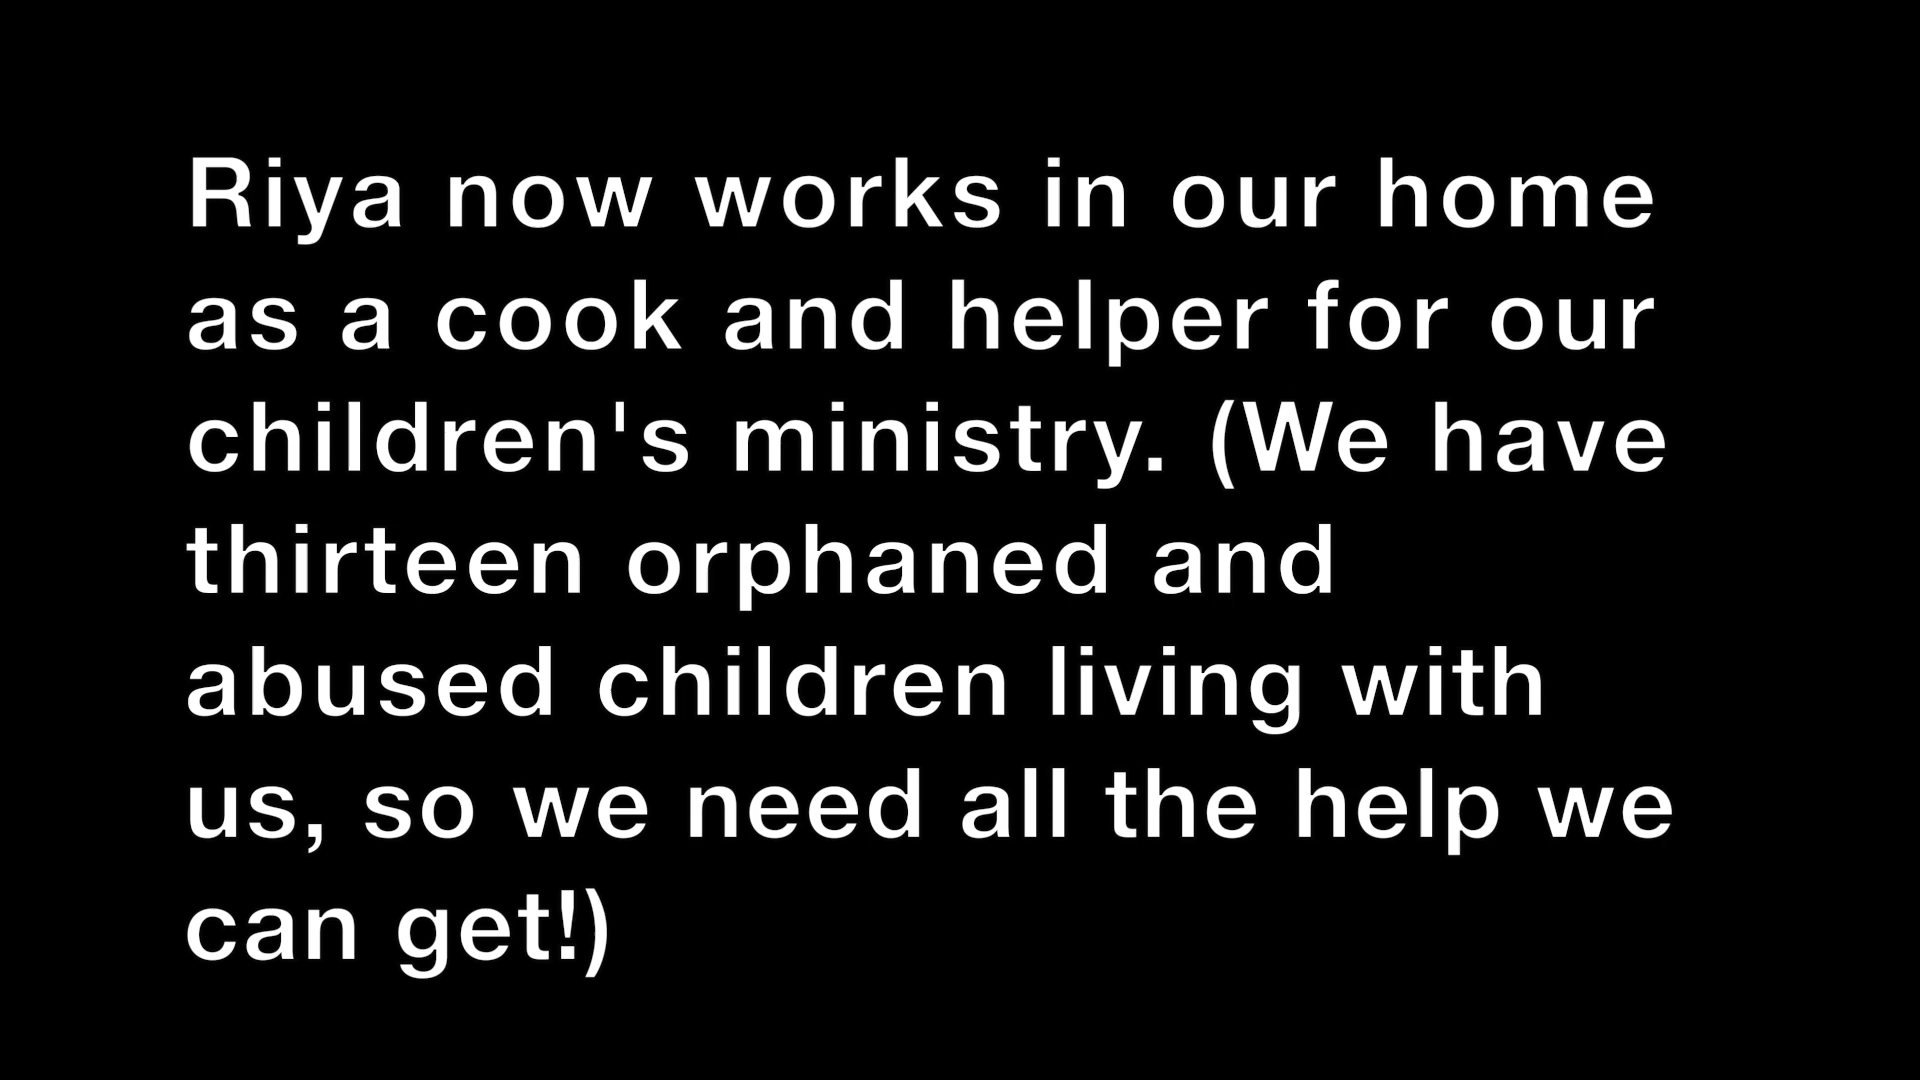 Riya now works in our home
as a cook and helper for our
children's ministry. (We have
thirteen orphaned and
abused children living with
us, so we need all the help we
can get!)